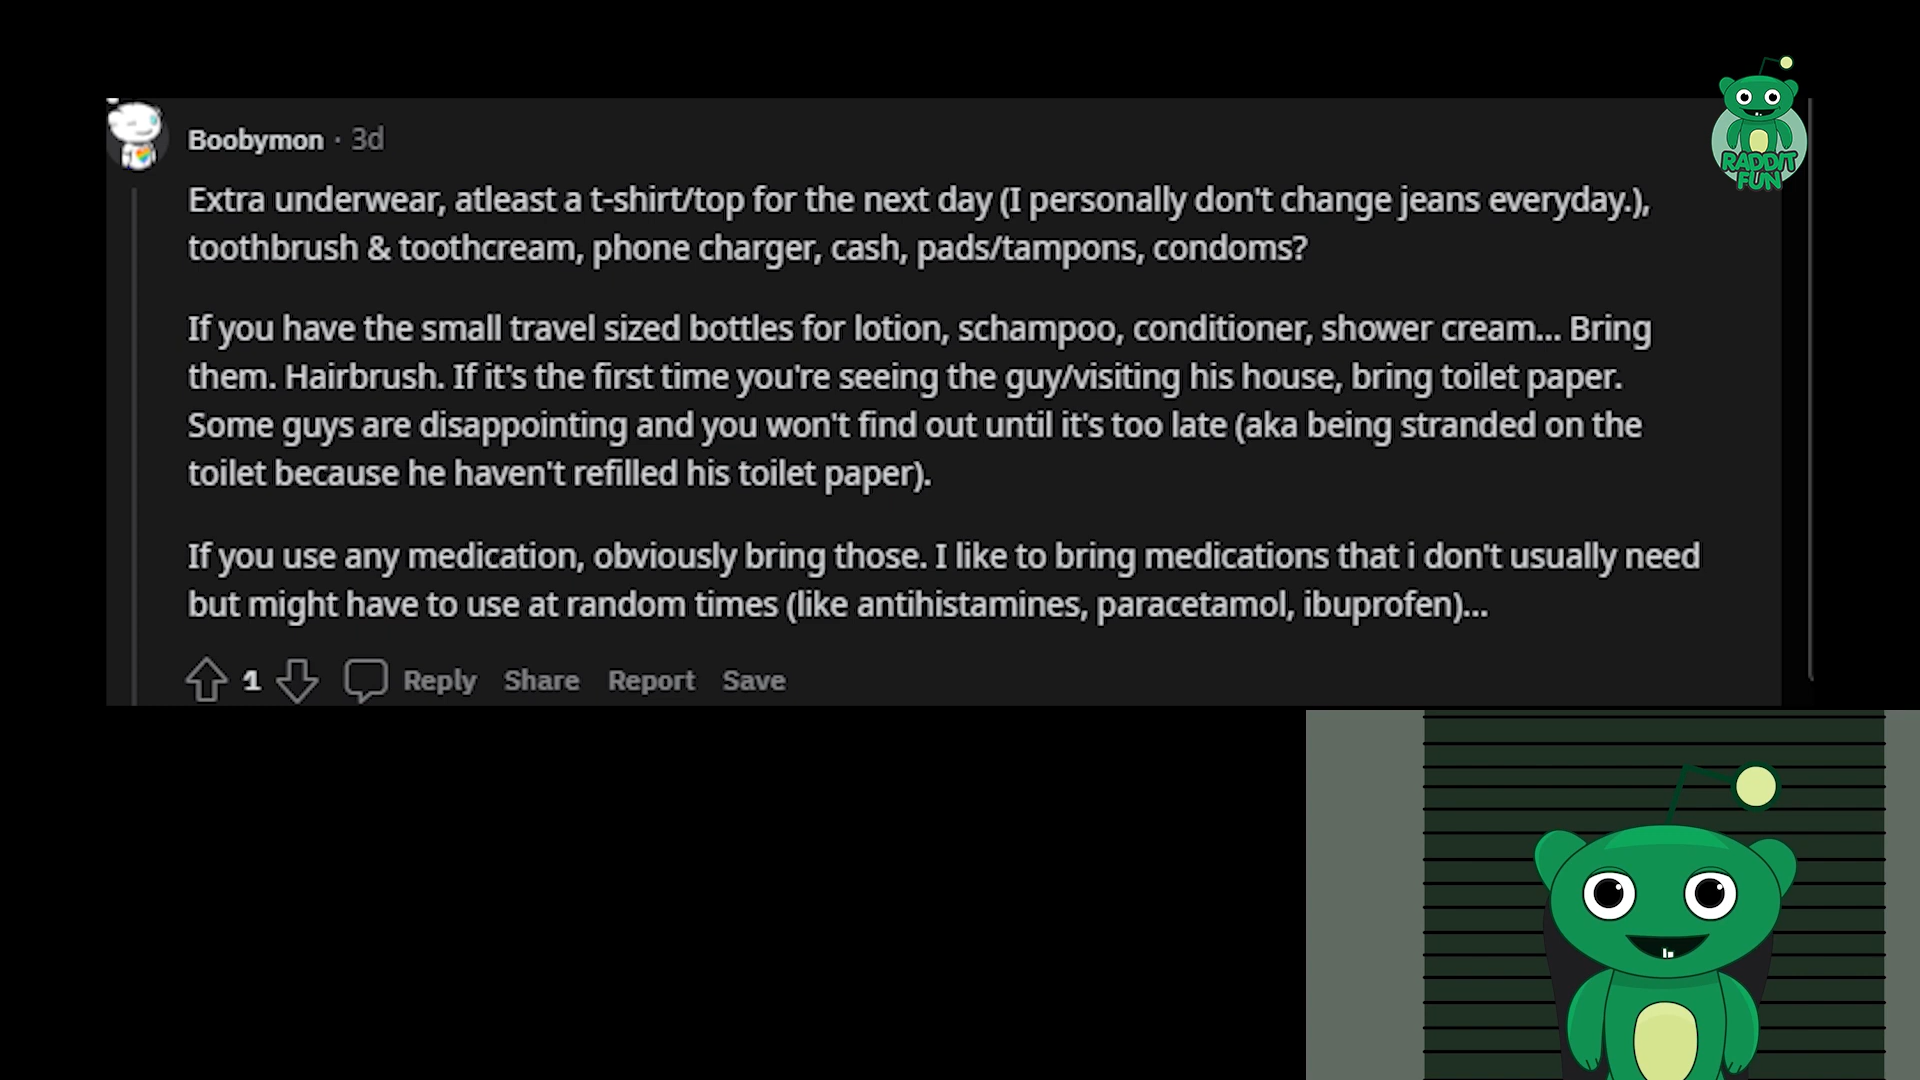 Boobymon · 3d
Extra underwear, atleast a t-shirt/top for the next day (I personally don't change jeans everyday.),
toothbrush & toothcream, phone charger, cash, pads/tampons, condoms?
If you have the small travel sized bottles for lotion, schampoo, conditioner, shower cream... Bring
them. Hairbrush. If it's the first time you're seeing the guy/visiting his house, bring toilet paper.
Some guys are disappointing and you won't find out until it's too late (aka being stranded on the
toilet because he haven't refilled his toilet paper).
If you use any medication, obviously bring those. I like to bring medications that i don't usually need
but might have to use at random times (like antihistamines, paracetamol, ibuprofen)...
1 Reply Share Report Save
RADDIT
FUN